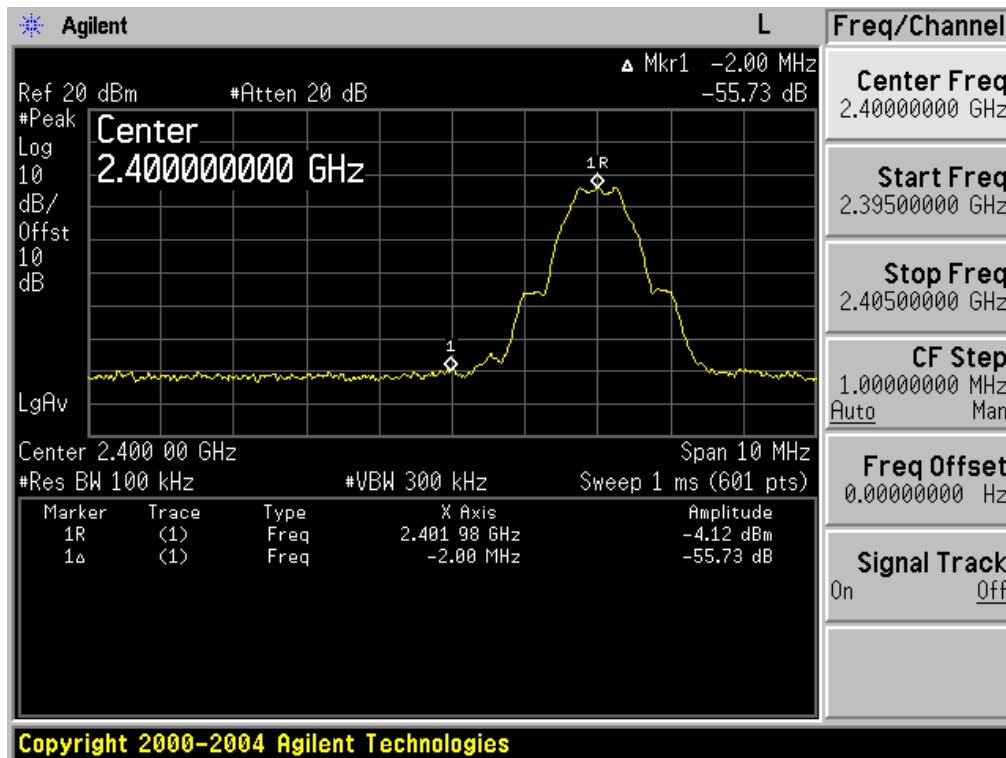 Agilent L Freq/Channel
Δ Mkr1 -2.00 MHz
Ref 20 dBm #Atten 20 dB -55.73 dB
#Peak
Log
10
dB/
Offst
10
dB
Center
2.400000000 GHz
1R
1
LgAv
Center 2.400 00 GHz Span 10 MHz
#Res BW 100 kHz #VBW 300 kHz Sweep 1 ms (601 pts)
Marker Trace Type X Axis Amplitude
1R (1) Freq 2.401 98 GHz -4.12 dBm
1Δ (1) Freq -2.00 MHz -55.73 dB
Center Freq
2.40000000 GHz
Start Freq
2.39500000 GHz
Stop Freq
2.40500000 GHz
CF Step
1.00000000 MHz
Auto Man
Freq Offset
0.00000000 Hz
Signal Track
On Off
Copyright 2000-2004 Agilent Technologies